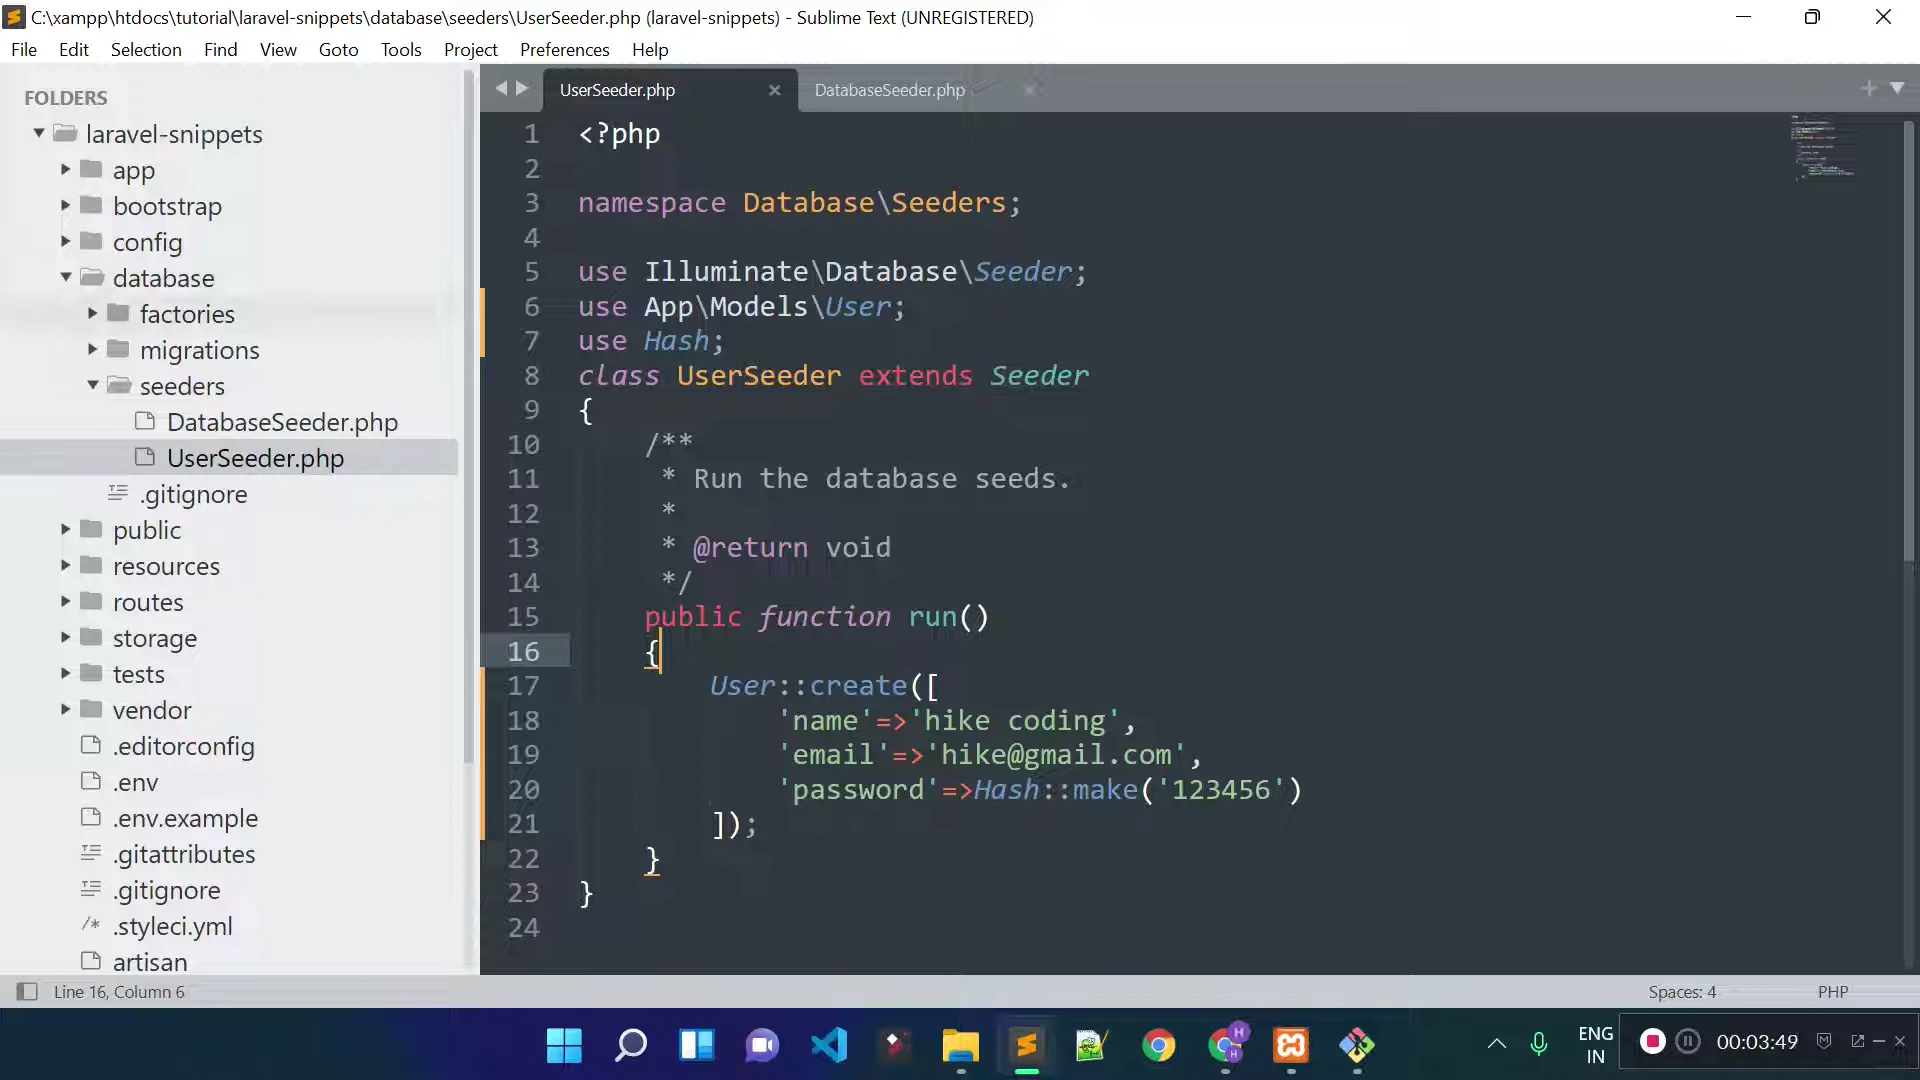 C:\xampp\htdocs\tutorial\laravel-snippets\database\seeders\UserSeeder.php (laravel-snippets) - Sublime Text (UNREGISTERED)
File Edit Selection Find View Goto Tools Project Preferences Help
FOLDERS
laravel-snippets
app
bootstrap
config
database
factories
migrations
seeders
DatabaseSeeder.php
UserSeeder.php
.gitignore
public
resources
routes
storage
tests
vendor
.editorconfig
.env
.env.example
.gitattributes
.gitignore
/* .styleci.yml
artisan
UserSeeder.php × DatabaseSeeder.php ×
1 <?php
2
3 namespace Database\Seeders;
4
5 use Illuminate\Database\Seeder;
6 use App\Models\User;
7 use Hash;
8 class UserSeeder extends Seeder
9 {
10     /**
11      * Run the database seeds.
12      *
13      * @return void
14      */
15     public function run()
16     {
17         User::create([
18             'name'=>'hike coding',
19             'email'=>'hike@gmail.com',
20             'password'=>Hash::make('123456')
21         ]);
22     }
23 }
24
Line 16, Column 6 Spaces: 4 PHP
ENG
IN
00:03:49